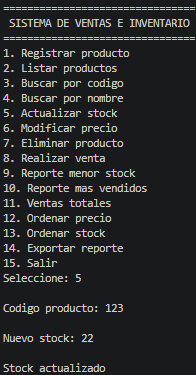 ========================================
SISTEMA DE VENTAS E INVENTARIO
========================================
1. Registrar producto
2. Listar productos
3. Buscar por codigo
4. Buscar por nombre
5. Actualizar stock
6. Modificar precio
7. Eliminar producto
8. Realizar venta
9. Reporte menor stock
10. Reporte mas vendidos
11. Ventas totales
12. Ordenar precio
13. Ordenar stock
14. Exportar reporte
15. Salir
Seleccione: 5
Codigo producto: 123
Nuevo stock: 22
Stock actualizado